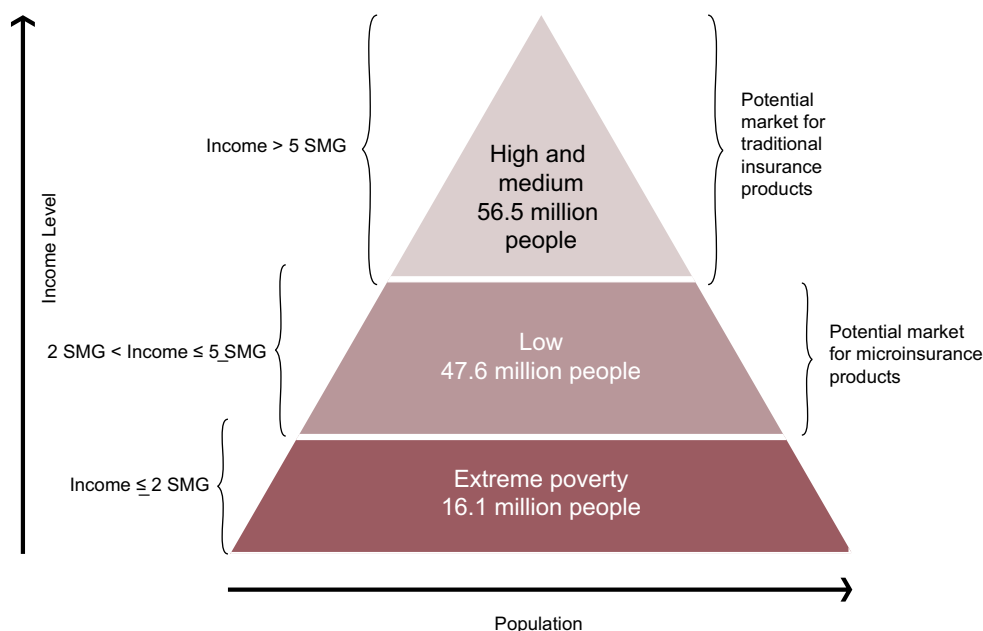 Income Level
Income > 5 SMG
High and
medium
56.5 million
people
Potential
market for
traditional
insurance
products
2 SMG < Income ≤ 5 SMG
Low
47.6 million people
Potential market
for microinsurance
products
Income ≤ 2 SMG
Extreme poverty
16.1 million people
Population